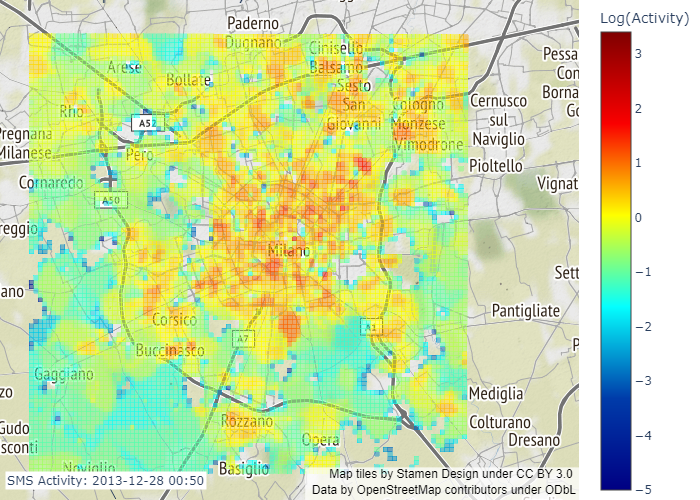 Log(Activity)
Paderno
Dugnano
Cinisello
Balsamo
Arese
Bollate
Sesto
San
Giovanni
Cologno
Monzese
Vimodrone
Cernusco
sul
Naviglio
Pessa
Con
Borna
Go
Rho
A52
Pregnana
Milanese
Pero
Pioltello
Cornaredo
Vignat
A50
reggio
Milano
Sett
ano
Pantigliate
Corsico
A7
A1
Buccinasco
P
Gaggiano
zo
Mediglia
Rozzano
Colturano
Gudo
Opera
Dresano
sconti
Noviglio
Basiglio
3
2
1
0
−1
−2
−3
−4
−5
SMS Activity: 2013-12-28 00:50
Map tiles by Stamen Design under CC BY 3.0
Data by OpenStreetMap contributors under ODbL